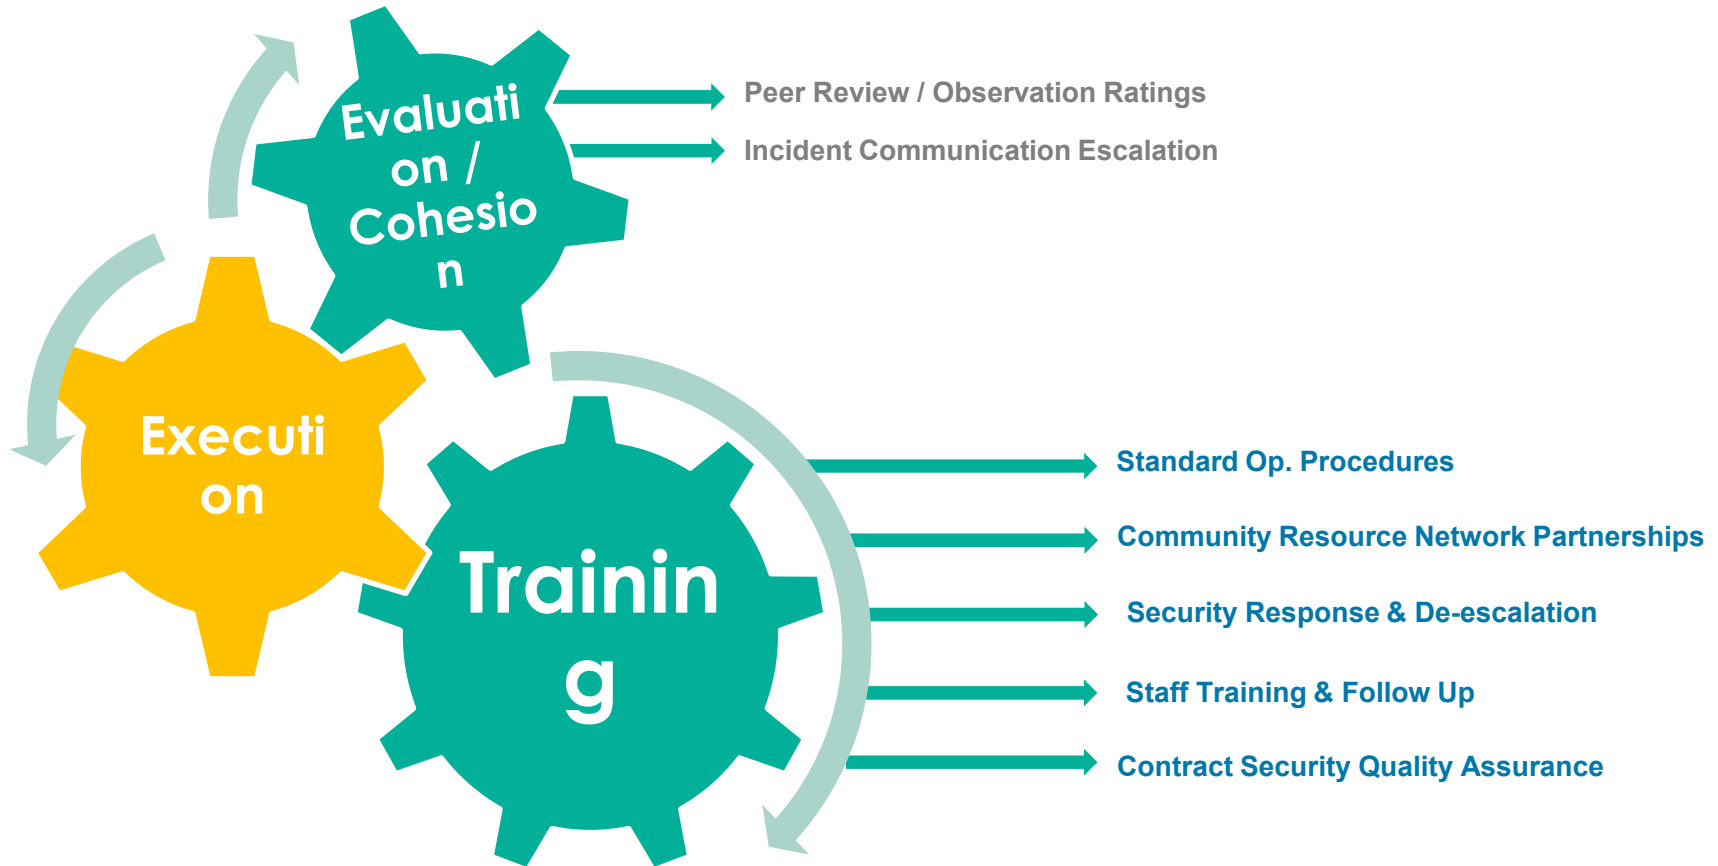 Evaluati
on /
Cohesio
n
Peer Review / Observation Ratings
Incident Communication Escalation
Executi
on
Trainin
g
Standard Op. Procedures
Community Resource Network Partnerships
Security Response & De-escalation
Staff Training & Follow Up
Contract Security Quality Assurance